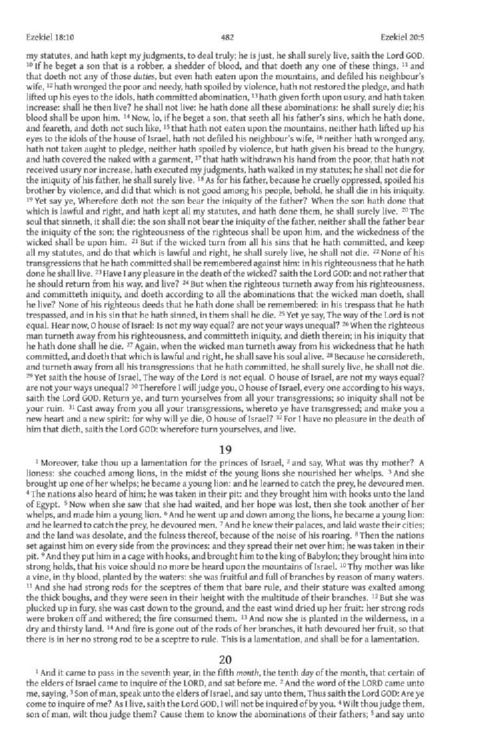 Ezekiel 18:10 482 Ezekiel 20:5
my statutes, and hath kept my judgments, to deal truly; he is just, he shall surely live, saith the Lord GOD.
10 If he beget a son that is a robber, a shedder of blood, and that doeth any one of these things, 11 and
that doeth not any of those duties, but even hath eaten upon the mountains, and defiled his neighbour's
wife, 12 hath wronged the poor and needy, hath spoiled by violence, hath not restored the pledge, and hath
lifted up his eyes to the idols, hath committed abomination, 13 hath given forth upon usury, and hath taken
increase: shall he then live? he shall not live: he hath done all these abominations: he shall surely die; his
blood shall be upon him. 14 Now, lo, if he beget a son, that seeth all his father's sins, which he hath done,
and feareth, and doth not such like, 15 that hath not eaten upon the mountains, neither hath lifted up his
eyes to the idols of the house of Israel, hath not defiled his neighbour's wife, 16 neither hath wronged any,
hath not taken aught to pledge, neither hath spoiled by violence, but hath given his bread to the hungry,
and hath covered the naked with a garment, 17 that hath withdrawn his hand from the poor, that hath not
received usury nor increase, hath executed my judgments, hath walked in my statutes; he shall not die for
the iniquity of his father, he shall surely live. 18 As for his father, because he cruelly oppressed, spoiled his
brother by violence, and did that which is not good among his people, behold, he shall die in his iniquity.
19 Yet say ye, Wherefore doth not the son bear the iniquity of the father? When the son hath done that
which is lawful and right, and hath kept all my statutes, and hath done them, he shall surely live. 20 The
soul that sinneth, it shall die: the son shall not bear the iniquity of the father, neither shall the father bear
the iniquity of the son; the righteousness of the righteous shall be upon him, and the wickedness of the
wicked shall be upon him. 21 But if the wicked turn from all his sins that he hath committed, and keep
all my statutes, and do that which is lawful and right, he shall surely live, he shall not die. 22 None of his
transgressions that he hath committed shall be remembered against him: in his righteousness that he hath
done he shall live. 23 Have I any pleasure in the death of the wicked? saith the Lord GOD: and not rather that
he should return from his way, and live? 24 But when the righteous turneth away from his righteousness,
and committeth iniquity, and doeth according to all the abominations that the wicked man doeth, shall
he live? None of his righteous deeds that he hath done shall be remembered: in his trespass that he hath
trespassed, and in his sin that he hath sinned, in them shall he die. 25 Yet ye say, The way of the Lord is not
equal. Hear now, O house of Israel: Is not my way equal? are not your ways unequal? 26 When the righteous
man turneth away from his righteousness, and committeth iniquity, and dieth therein; in his iniquity that
he hath done shall he die. 27 Again, when the wicked man turneth away from his wickedness that he hath
committed, and doeth that which is lawful and right, he shall save his soul alive. 28 Because he considereth,
and turneth away from all his transgressions that he hath committed, he shall surely live, he shall not die.
29 Yet saith the house of Israel, The way of the Lord is not equal. O house of Israel, are not my ways equal?
are not your ways unequal? 30 Therefore I will judge you, O house of Israel, every one according to his ways,
saith the Lord GOD. Return ye, and turn yourselves from all your transgressions; so iniquity shall not be
your ruin. 31 Cast away from you all your transgressions, whereto ye have transgressed; and make you a
new heart and a new spirit: for why will ye die, O house of Israel? 32 For I have no pleasure in the death of
him that dieth, saith the Lord GOD: wherefore turn yourselves, and live.
19
1 Moreover, take thou up a lamentation for the princes of Israel, 2 and say, What was thy mother? A
lioness: she couched among lions, in the midst of the young lions she nourished her whelps. 3 And she
brought up one of her whelps; he became a young lion: and he learned to catch the prey, he devoured men.
4 The nations also heard of him; he was taken in their pit: and they brought him with hooks unto the land
of Egypt. 5 Now when she saw that she had waited, and her hope was lost, then she took another of her
whelps, and made him a young lion. 6 And he went up and down among the lions, he became a young lion:
and he learned to catch the prey, he devoured men. 7 And he knew their palaces, and laid waste their cities;
and the land was desolate, and the fulness thereof, because of the noise of his roaring. 8 Then the nations
set against him on every side from the provinces: and they spread their net over him; he was taken in their
pit. 9 And they put him in a cage with hooks, and brought him to the king of Babylon; they brought him into
strong holds, that his voice should no more be heard upon the mountains of Israel. 10 Thy mother was like
a vine, in thy blood, planted by the waters: she was fruitful and full of branches by reason of many waters.
11 And she had strong rods for the sceptres of them that bare rule, and their stature was exalted among
the thick boughs, and they were seen in their height with the multitude of their branches. 12 But she was
plucked up in fury, she was cast down to the ground, and the east wind dried up her fruit: her strong rods
were broken off and withered; the fire consumed them. 13 And now she is planted in the wilderness, in a
dry and thirsty land. 14 And fire is gone out of the rods of her branches, it hath devoured her fruit, so that
there is in her no strong rod to be a sceptre to rule. This is a lamentation, and shall be for a lamentation.
20
1 And it came to pass in the seventh year, in the fifth month, the tenth day of the month, that certain of
the elders of Israel came to inquire of the LORD, and sat before me. 2 And the word of the LORD came unto
me, saying, 3 Son of man, speak unto the elders of Israel, and say unto them, Thus saith the Lord GOD: Are ye
come to inquire of me? As I live, saith the Lord GOD, I will not be inquired of by you. 4 Wilt thou judge them,
son of man, wilt thou judge them? Cause them to know the abominations of their fathers; 5 and say unto